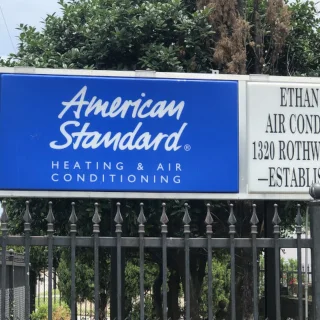 American
Standard®
HEATING & AIR
CONDITIONING
ETHAN
AIR COND
1320 ROTHW
—ESTABLIS